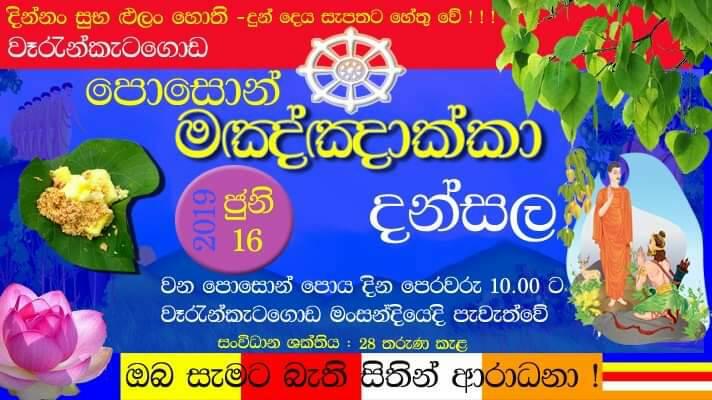 දින්නං සුභ ළුලං හොති -දුන් දෙය සැපතට හේතු වේ ! ! !
වෑරැන්කැටගොඩ
පොසොන්
මඤ්ඤොක්කා
දන්සල
2019 ජුනි 16
වන පොසොන් පොය දින පෙරවරු 10.00 ට
වෑරැන්කැටගොඩ මංසන්දියෙදි පැවැත්වේ
සංවිධාන ශක්තිය : 28 තරුණ කැළ
ඔබ සැමට බැති සිතින් ආරාධනා !